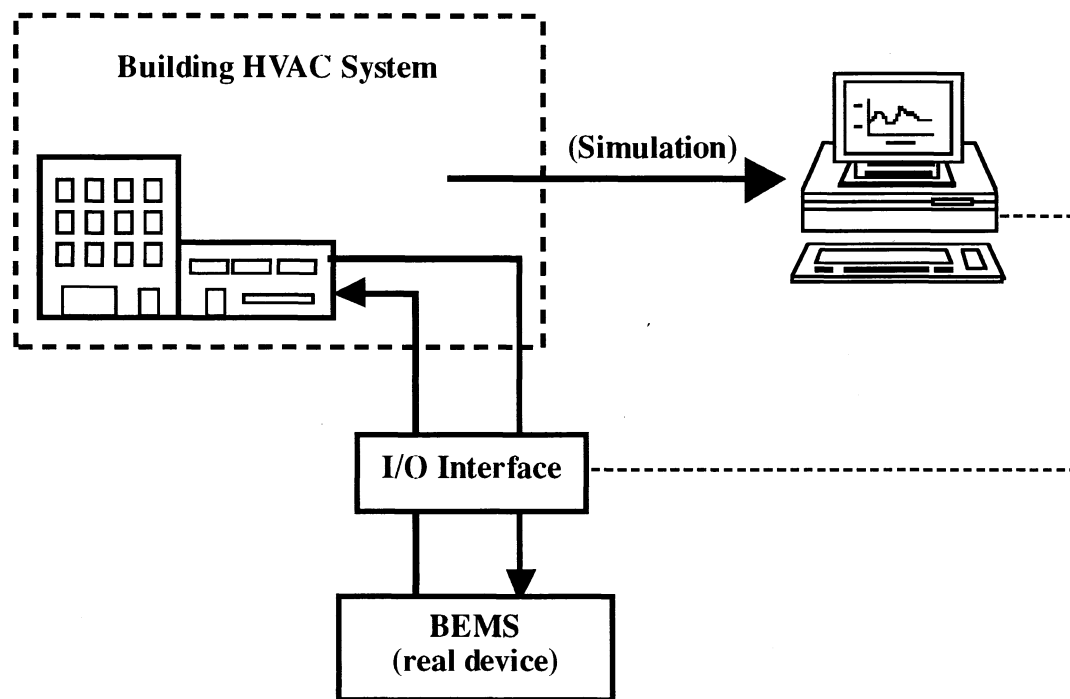 Building HVAC System
(Simulation)
I/O Interface
BEMS
(real device)